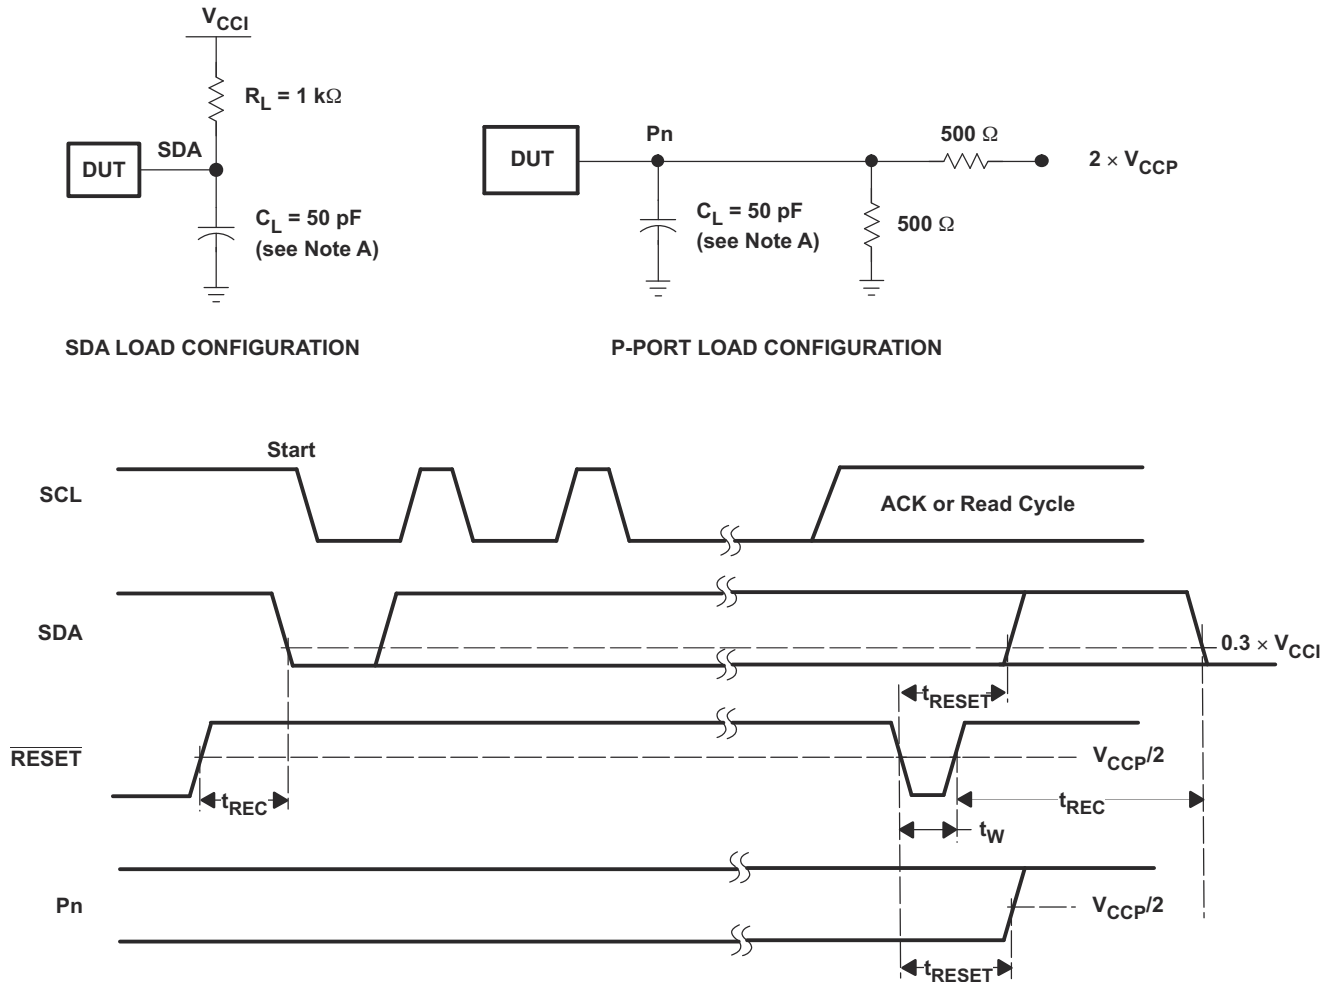 VCCI
RL = 1 kΩ
DUT
SDA
CL = 50 pF
(see Note A)
SDA LOAD CONFIGURATION
DUT
Pn
500 Ω
2 × VCCP
CL = 50 pF
(see Note A)
500 Ω
P-PORT LOAD CONFIGURATION
Start
SCL
ACK or Read Cycle
SDA
0.3 × VCCI
tRESET
RESET
VCCP/2
tREC
tREC
tW
Pn
VCCP/2
tRESET